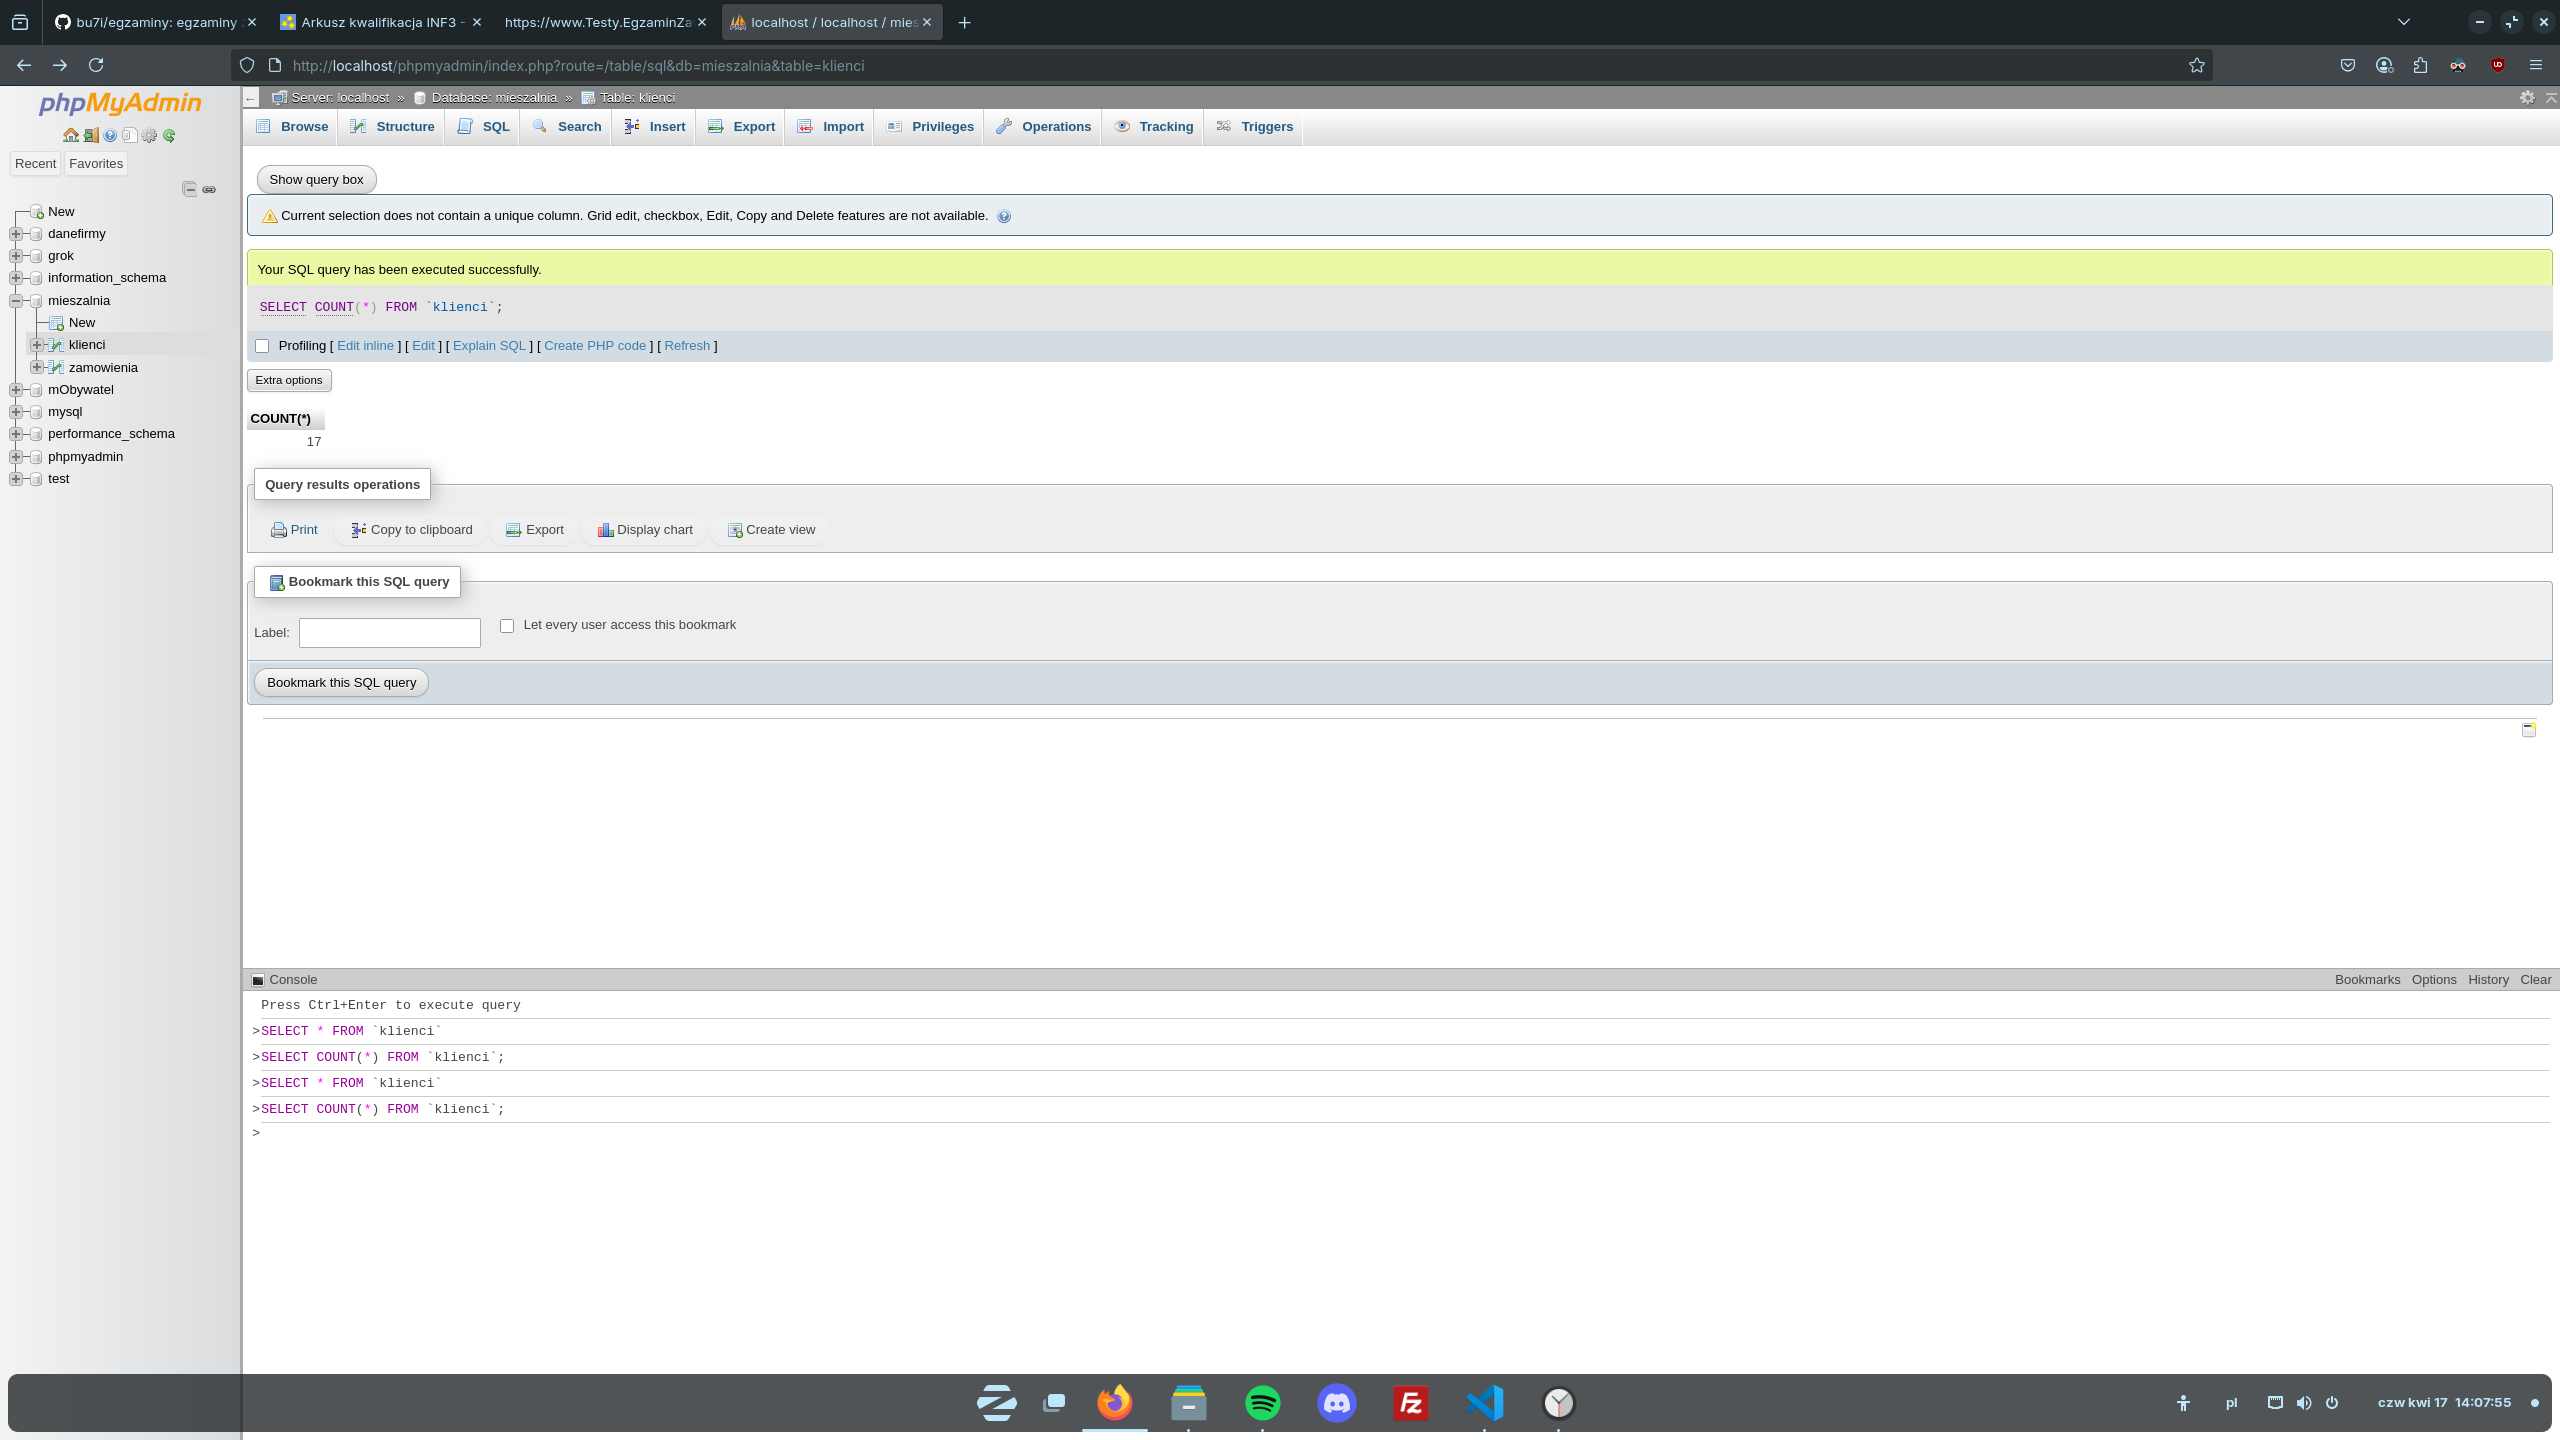 bu7i/egzaminy: egzaminy
Arkusz kwalifikacja INF3 -
https://www.Testy.EgzaminZa
localhost / localhost / mies
http://localhost/phpmyadmin/index.php?route=/table/sql&db=mieszalnia&table=klienci
phpMyAdmin
Recent Favorites
New
danefirmy
grok
information_schema
mieszalnia
New
klienci
zamowienia
mObywatel
mysql
performance_schema
phpmyadmin
test
Server: localhost » Database: mieszalnia » Table: klienci
Browse Structure SQL Search Insert Export Import Privileges Operations Tracking Triggers
Show query box
Current selection does not contain a unique column. Grid edit, checkbox, Edit, Copy and Delete features are not available.
Your SQL query has been executed successfully.
SELECT COUNT(*) FROM `klienci`;
Profiling [ Edit inline ] [ Edit ] [ Explain SQL ] [ Create PHP code ] [ Refresh ]
Extra options
COUNT(*)
17
Query results operations
Print Copy to clipboard Export Display chart Create view
Bookmark this SQL query
Label: Let every user access this bookmark
Bookmark this SQL query
Console Bookmarks Options History Clear
Press Ctrl+Enter to execute query
>SELECT * FROM `klienci`
>SELECT COUNT(*) FROM `klienci`;
>SELECT * FROM `klienci`
>SELECT COUNT(*) FROM `klienci`;
>
pl czw kwi 17 14:07:55